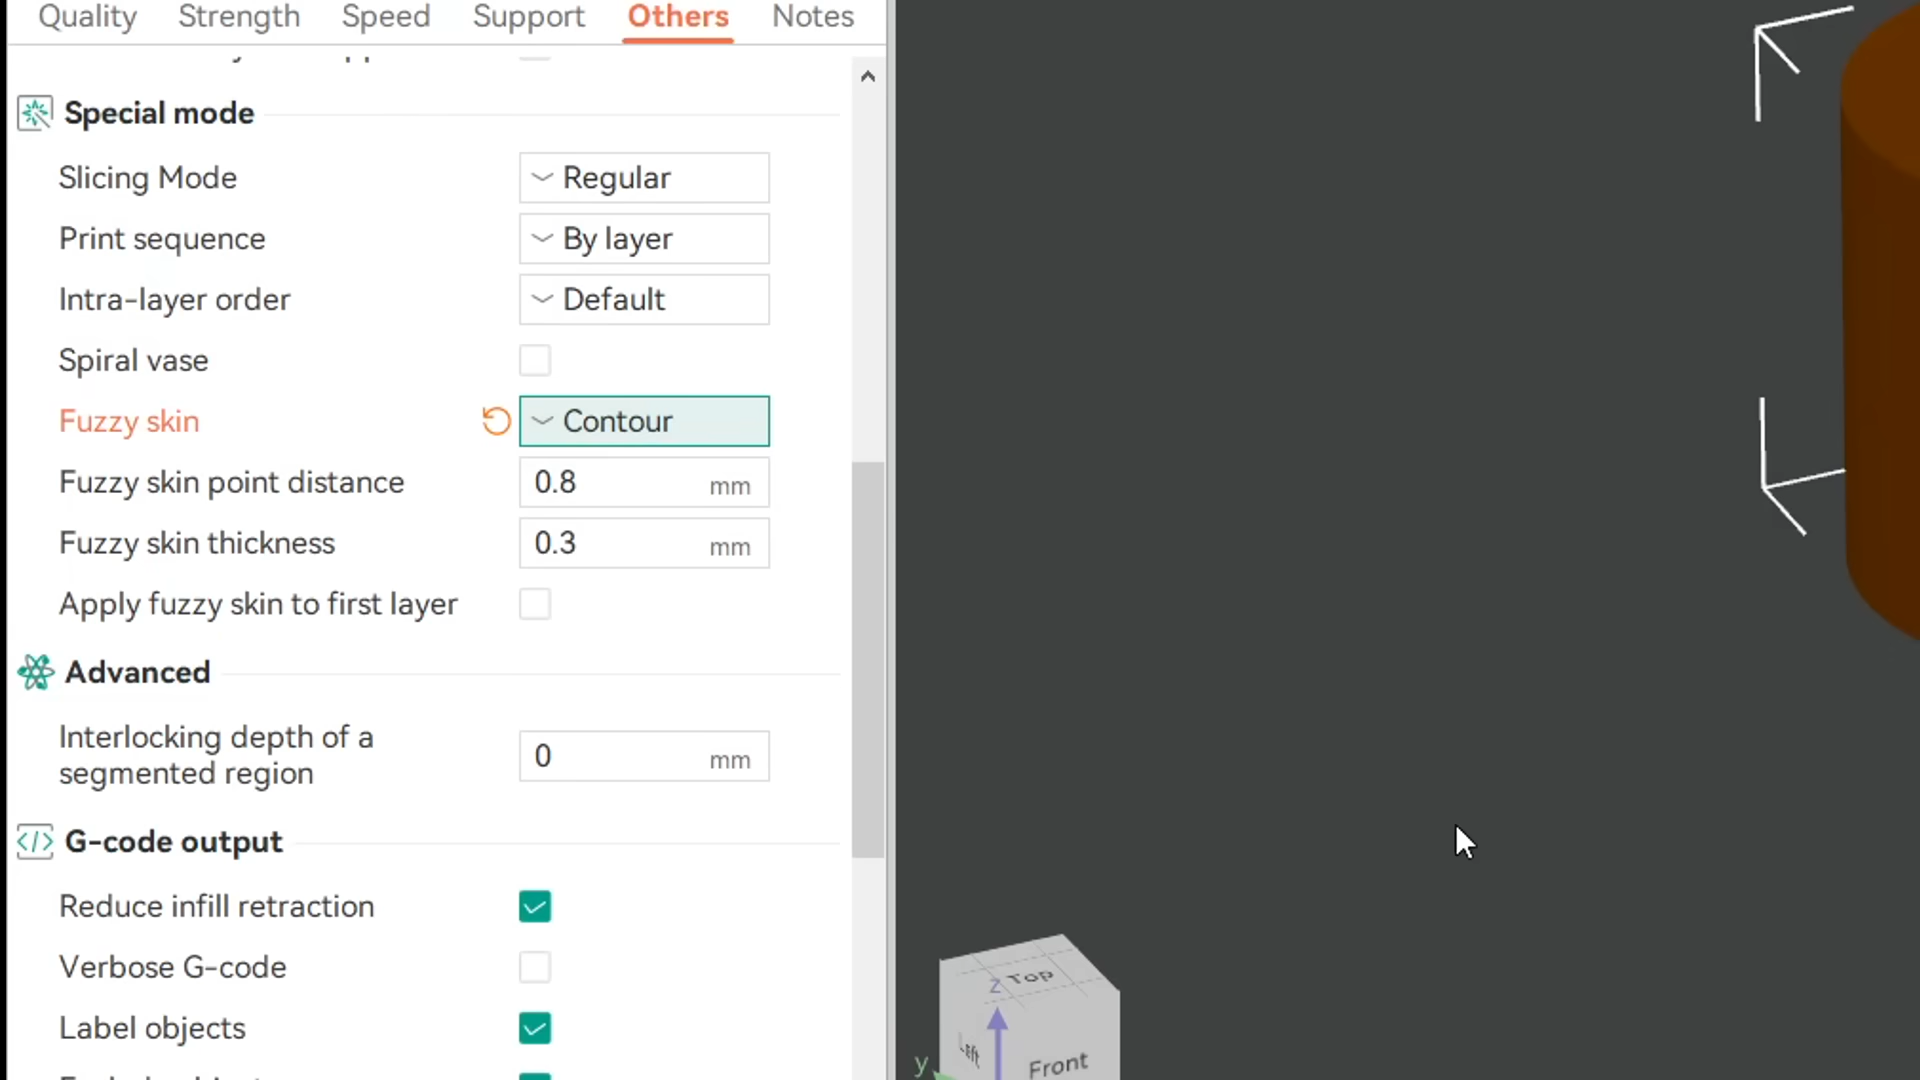 Quality Strength Speed Support Others Notes
Special mode
Slicing Mode Regular
Print sequence By layer
Intra-layer order Default
Spiral vase
Fuzzy skin Contour
Fuzzy skin point distance 0.8 mm
Fuzzy skin thickness 0.3 mm
Apply fuzzy skin to first layer
Advanced
Interlocking depth of a
segmented region 0 mm
G-code output
Reduce infill retraction
Verbose G-code
Label objects
Top
z
Left
Front
y